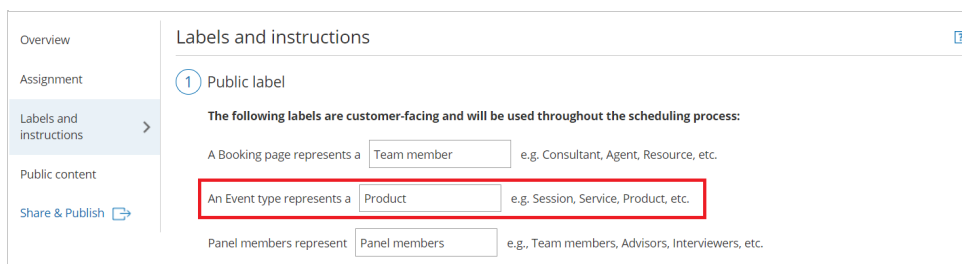 Overview
Assignment
Labels and
instructions
Public content
Share & Publish
Labels and instructions
?
1 Public label
The following labels are customer-facing and will be used throughout the scheduling process:
A Booking page represents a Team member e.g. Consultant, Agent, Resource, etc.
An Event type represents a Product e.g. Session, Service, Product, etc.
Panel members represent Panel members e.g., Team members, Advisors, Interviewers, etc.